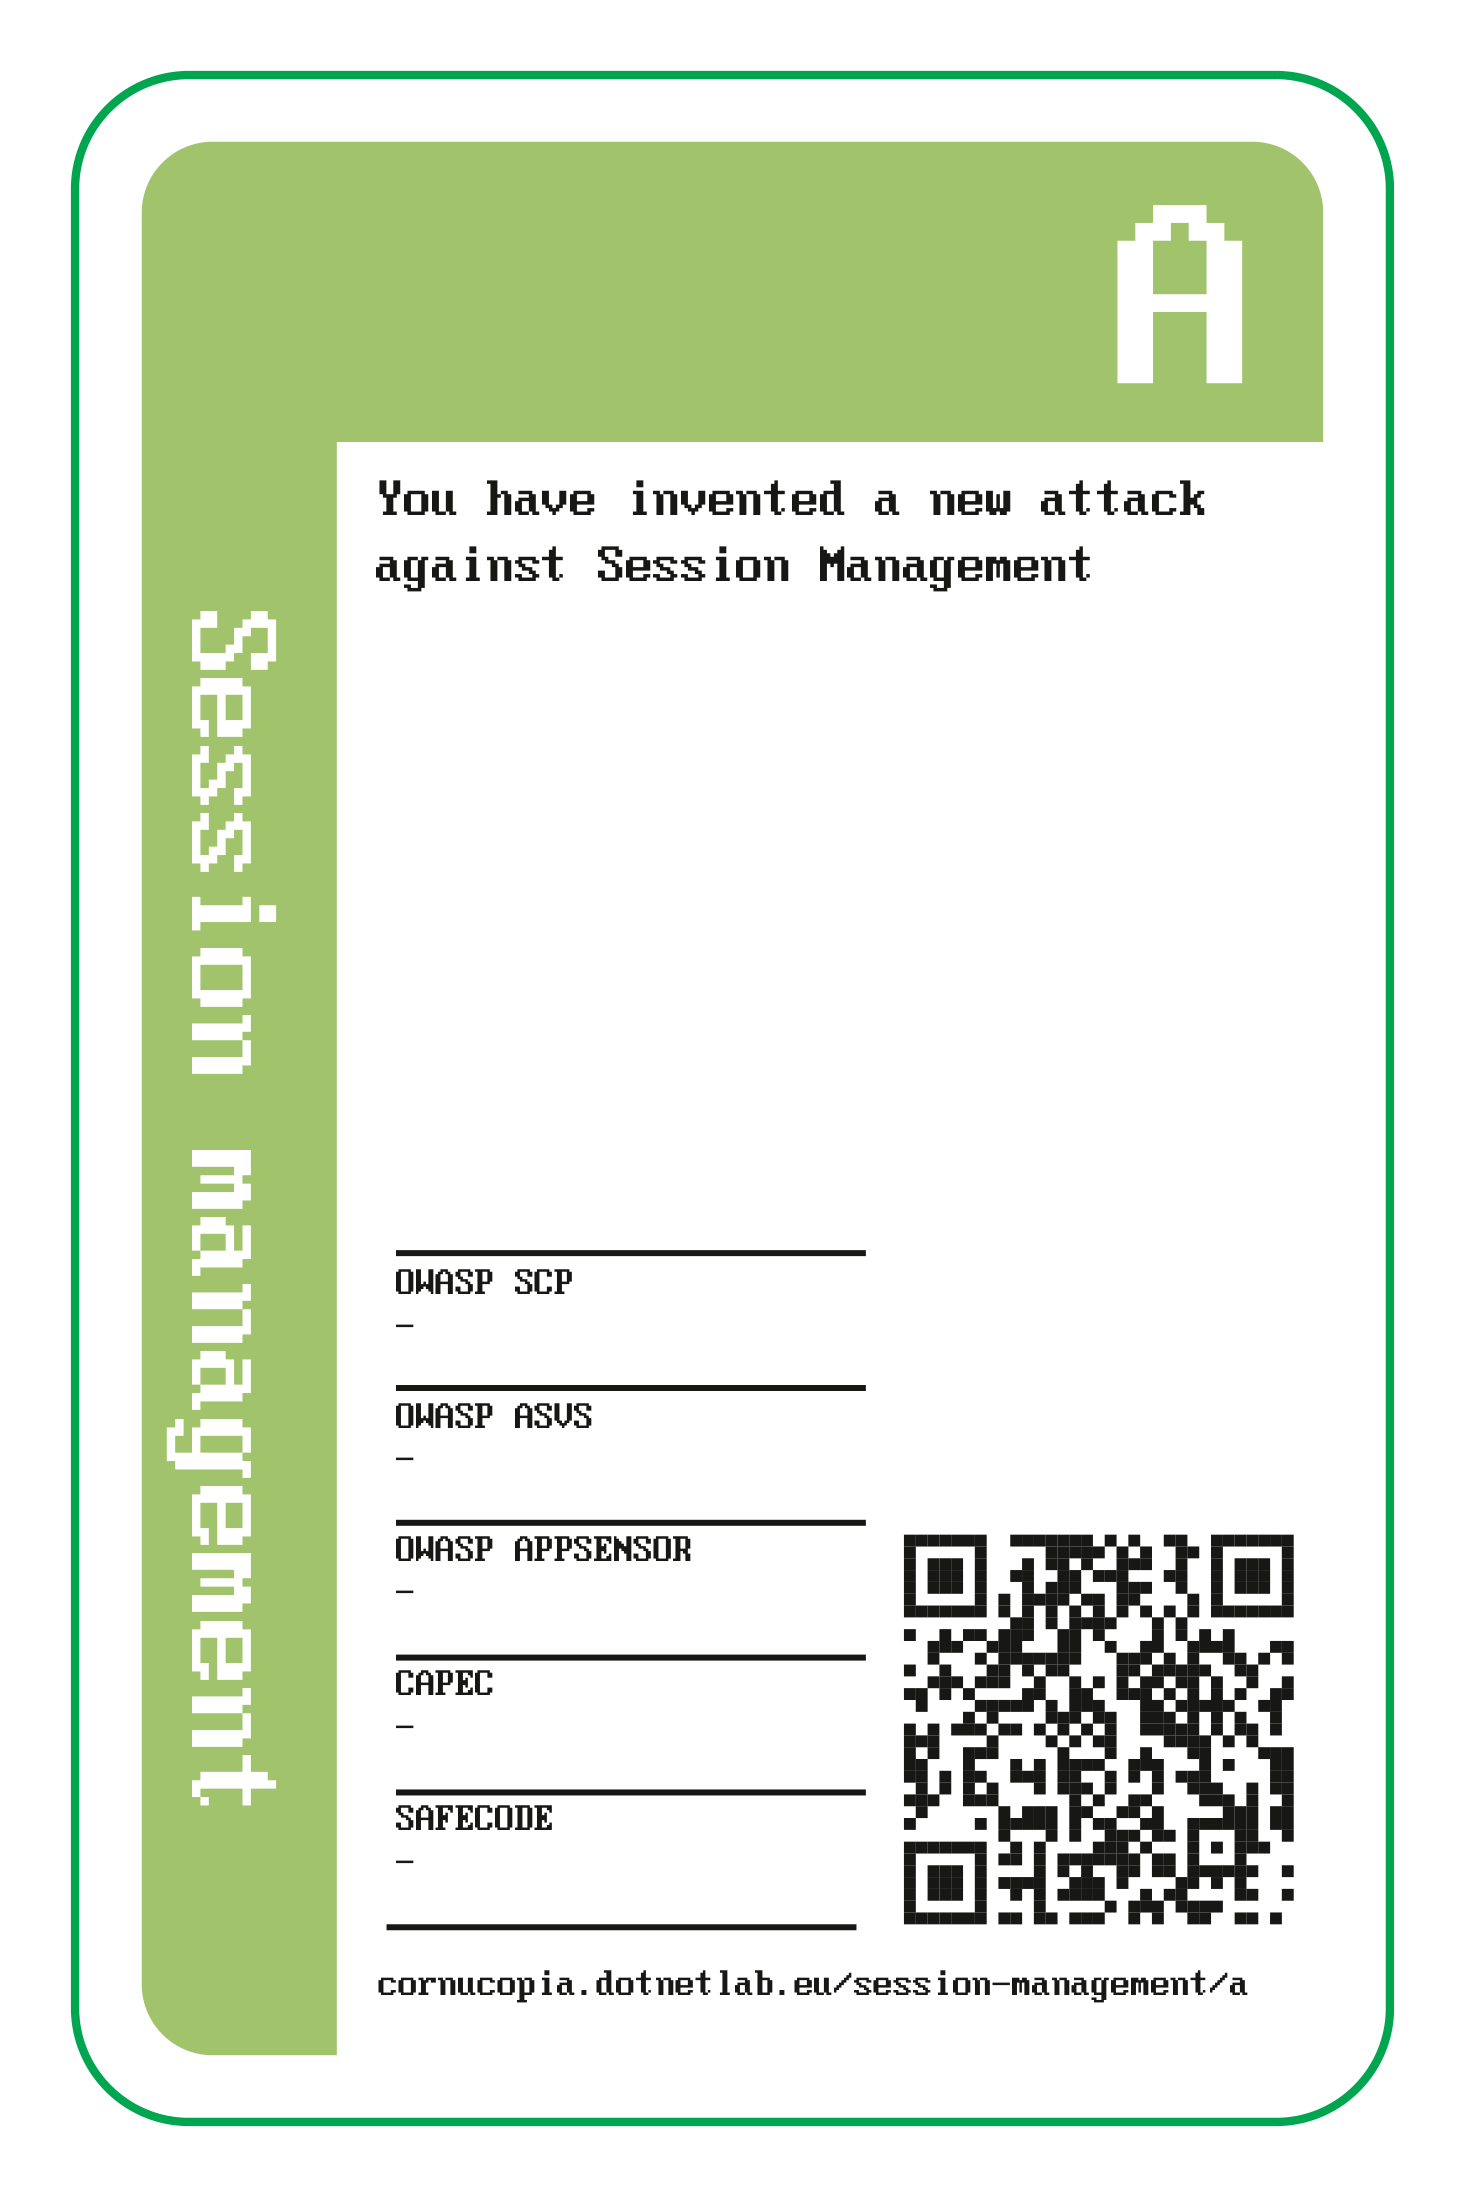 A
Session management
You have invented a new attack
against Session Management
OWASP SCP
-
OWASP ASVS
-
OWASP APPSENSOR
-
CAPEC
-
SAFECODE
-
cornucopia.dotnetlab.eu/session-management/a